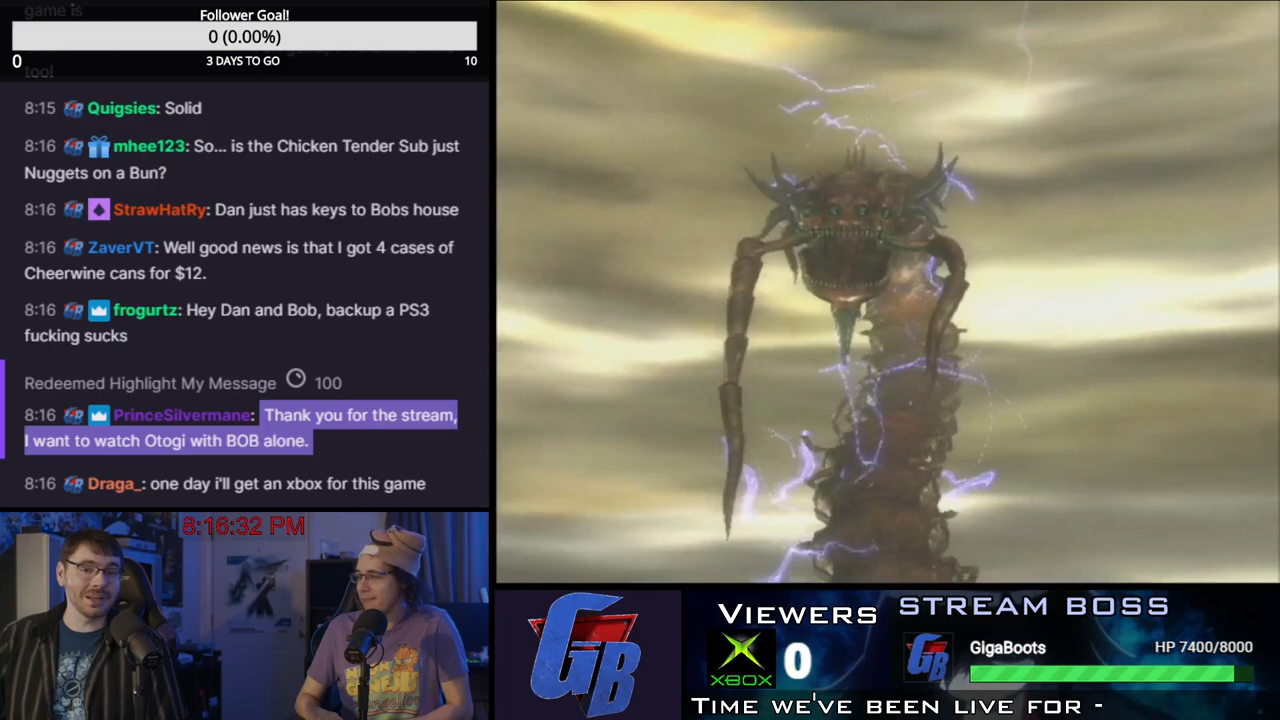 game is
Follower Goal!
0 (0.00%)
0
3 DAYS TO GO
10
too!
8:15 Quigsies: Solid
8:16 mhee123: So... is the Chicken Tender Sub just
Nuggets on a Bun?
8:16 StrawHatRy: Dan just has keys to Bobs house
8:16 ZaverVT: Well good news is that I got 4 cases of
Cheerwine cans for $12.
8:16 frogurtz: Hey Dan and Bob, backup a PS3
fucking sucks
Redeemed Highlight My Message 100
8:16 PrinceSilvermane: Thank you for the stream,
I want to watch Otogi with BOB alone.
8:16 Draga_: one day i'll get an xbox for this game
8:16:32 PM
GB
Viewers
XBOX
0
STREAM BOSS
GigaBoots
HP 7400/8000
Time we've been live for -